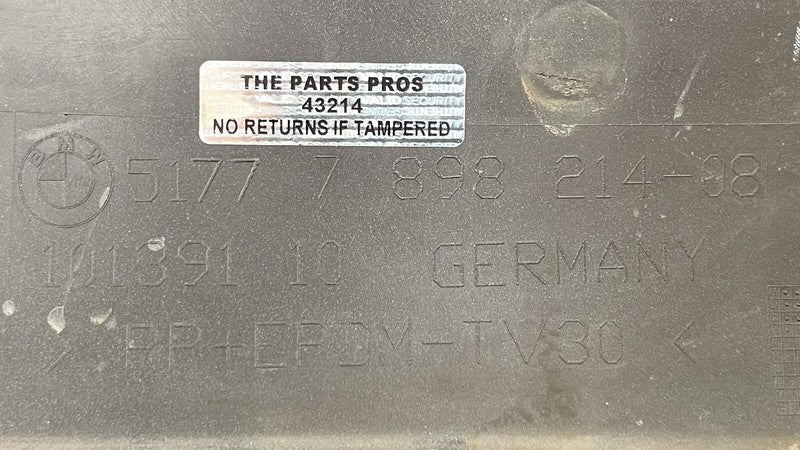 THE PARTS PROS
43214
NO RETURNS IF TAMPERED
BMW 5177 7 898 214-08
101391 10 GERMANY
> PP+EPDM-TV30 <